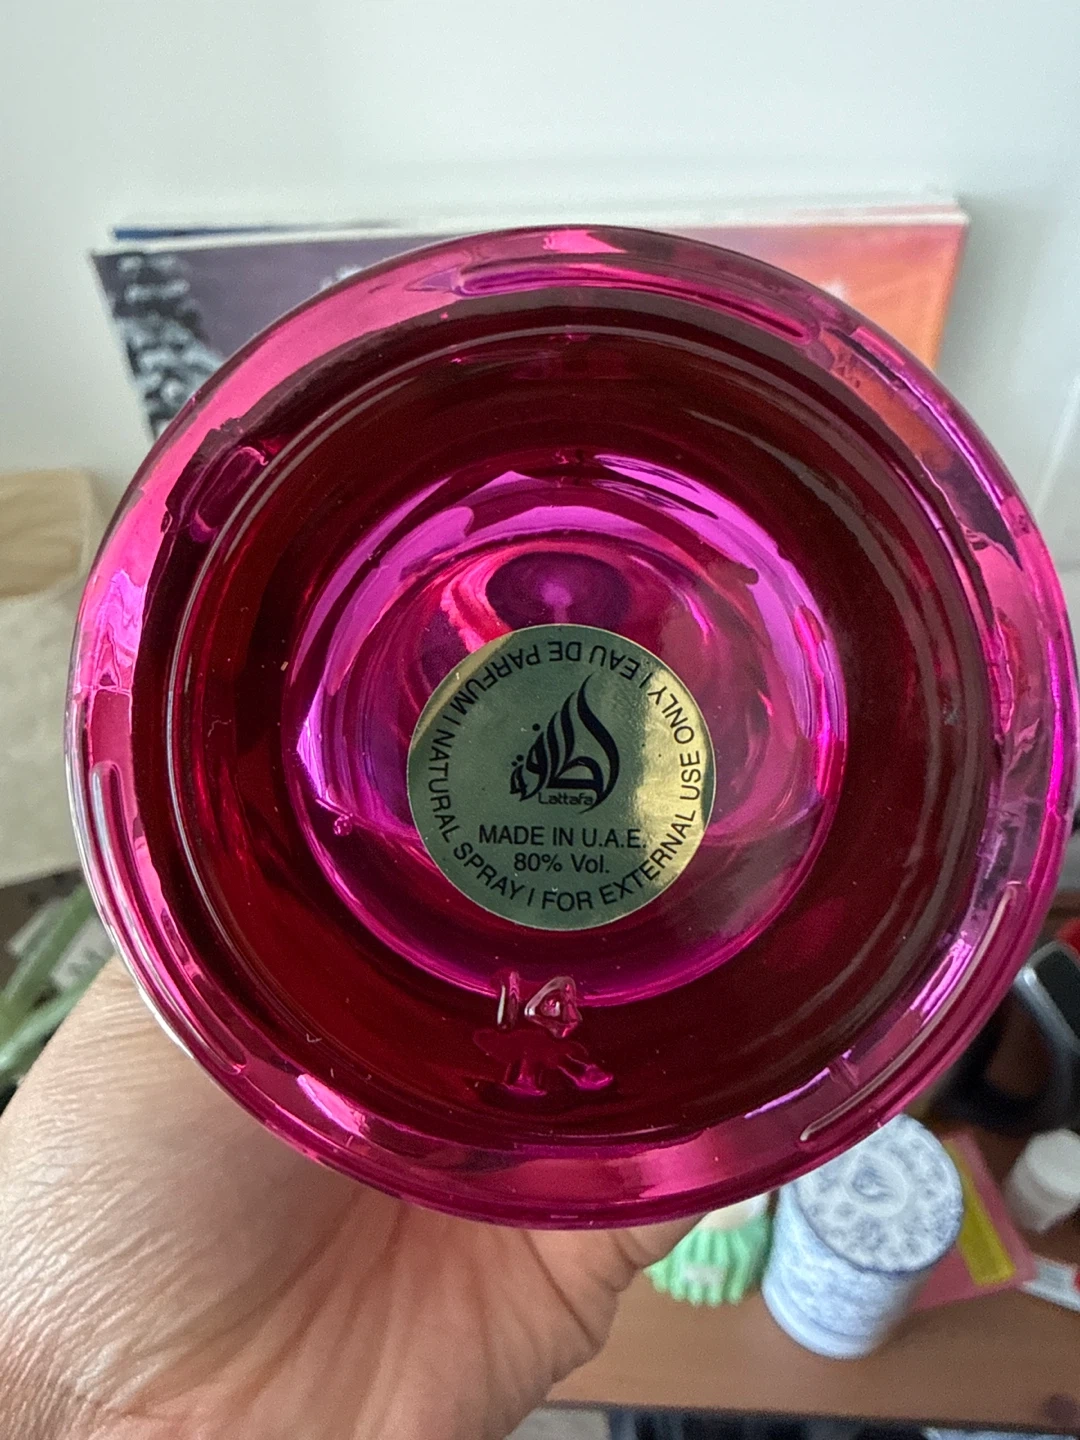 لطافة
Lattafa
MADE IN U.A.E.
80% Vol.
EAU DE PARFUM | NATURAL SPRAY | FOR EXTERNAL USE ONLY |